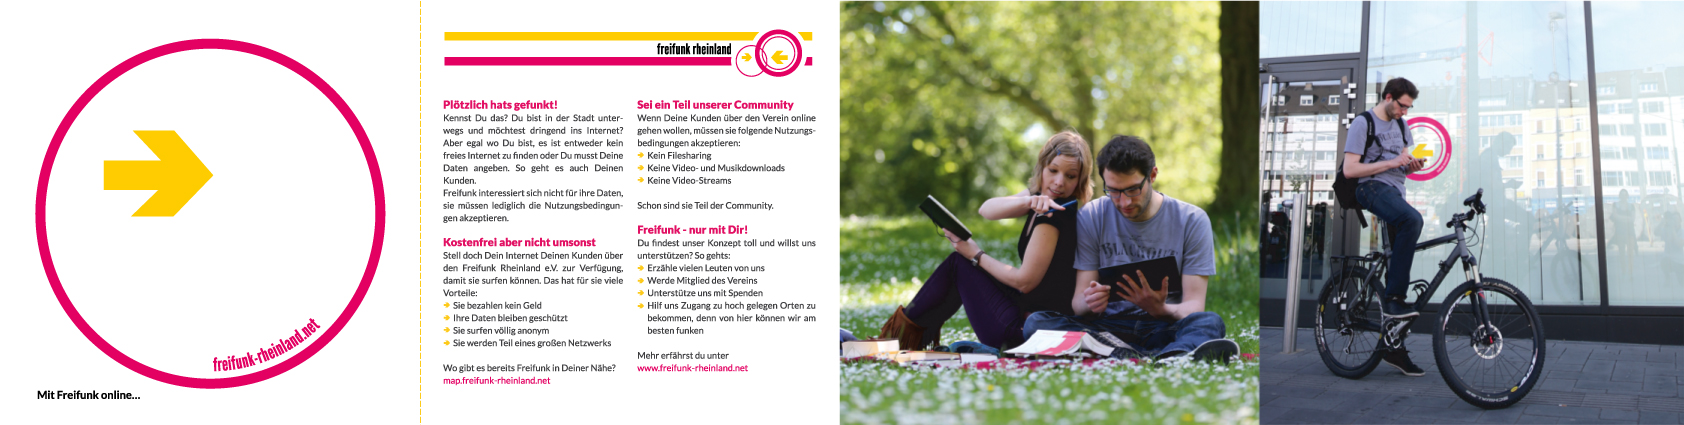 freifunk-rheinland.net
Mit Freifunk online...
freifunk rheinland
Plötzlich hats gefunkt!
Kennst Du das? Du bist in der Stadt unter-
wegs und möchtest dringend ins Internet?
Aber egal wo Du bist, es ist entweder kein
freies Internet zu finden oder Du musst Deine
Daten angeben. So geht es auch Deinen
Kunden.
Freifunk interessiert sich nicht für ihre Daten,
sie müssen lediglich die Nutzungsbedingun-
gen akzeptieren.
Kostenfrei aber nicht umsonst
Stell doch Dein Internet Deinen Kunden über
den Freifunk Rheinland e.V. zur Verfügung,
damit sie surfen können. Das hat für sie viele
Vorteile:
Sie bezahlen kein Geld
Ihre Daten bleiben geschützt
Sie surfen völlig anonym
Sie werden Teil eines großen Netzwerks
Wo gibt es bereits Freifunk in Deiner Nähe?
map.freifunk-rheinland.net
Sei ein Teil unserer Community
Wenn Deine Kunden über den Verein online
gehen wollen, müssen sie folgende Nutzungs-
bedingungen akzeptieren:
Kein Filesharing
Keine Video- und Musikdownloads
Keine Video-Streams
Schon sind sie Teil der Community.
Freifunk - nur mit Dir!
Du findest unser Konzept toll und willst uns
unterstützen? So gehts:
Erzähle vielen Leuten von uns
Werde Mitglied des Vereins
Unterstütze uns mit Spenden
Hilf uns Zugang zu hoch gelegen Orten zu
bekommen, denn von hier können wir am
besten funken
Mehr erfährst du unter
www.freifunk-rheinland.net